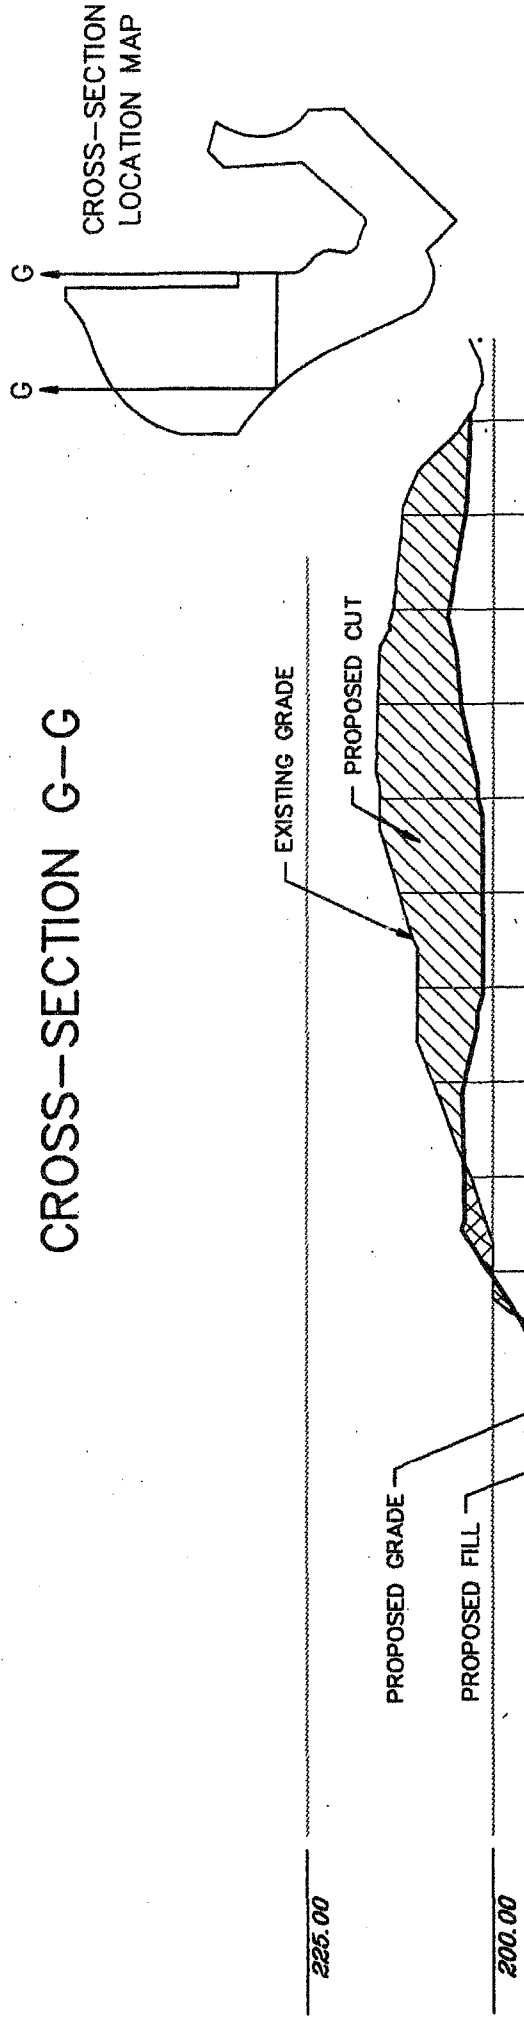 CROSS-SECTION G-G
CROSS-SECTION
LOCATION MAP
G
G
EXISTING GRADE
PROPOSED CUT
PROPOSED GRADE
PROPOSED FILL
225.00
200.00